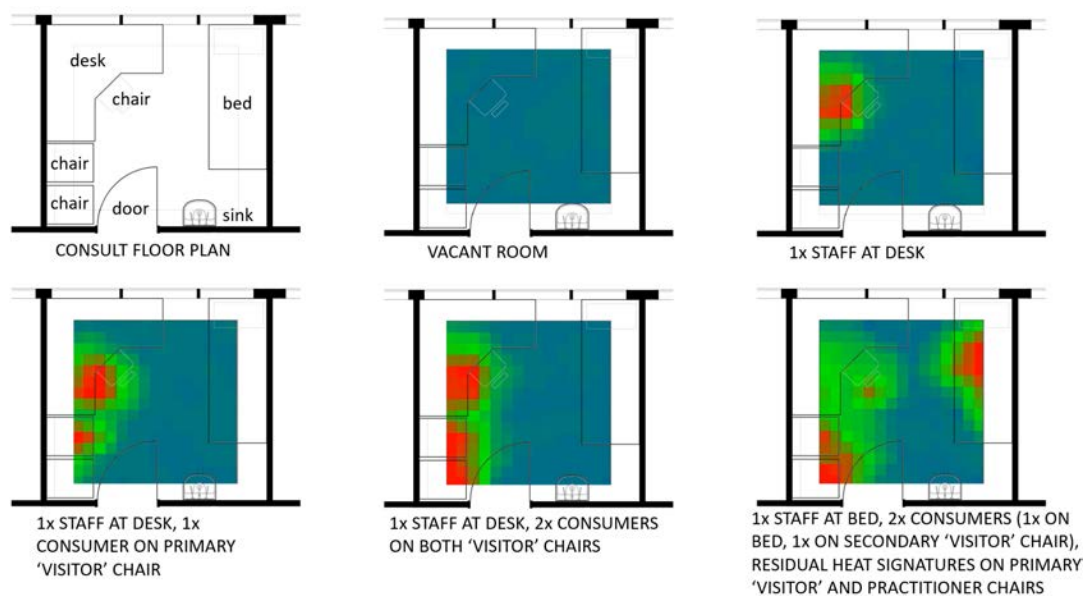 desk
chair
bed
chair
chair
door
sink
CONSULT FLOOR PLAN
VACANT ROOM
1x STAFF AT DESK
1x STAFF AT DESK, 1x
CONSUMER ON PRIMARY
‘VISITOR’ CHAIR
1x STAFF AT DESK, 2x CONSUMERS
ON BOTH ‘VISITOR’ CHAIRS
1x STAFF AT BED, 2x CONSUMERS (1x ON
BED, 1x ON SECONDARY ‘VISITOR’ CHAIR),
RESIDUAL HEAT SIGNATURES ON PRIMARY
‘VISITOR’ AND PRACTITIONER CHAIRS